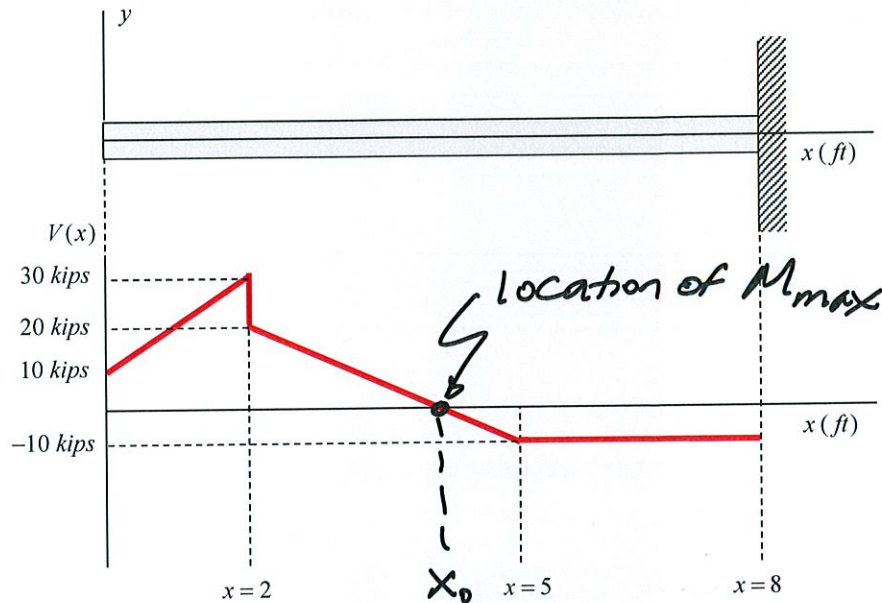 y
x (ft)
V(x)
30 kips
location of Mmax
20 kips
10 kips
x (ft)
−10 kips
x = 2
x₀
x = 5
x = 8